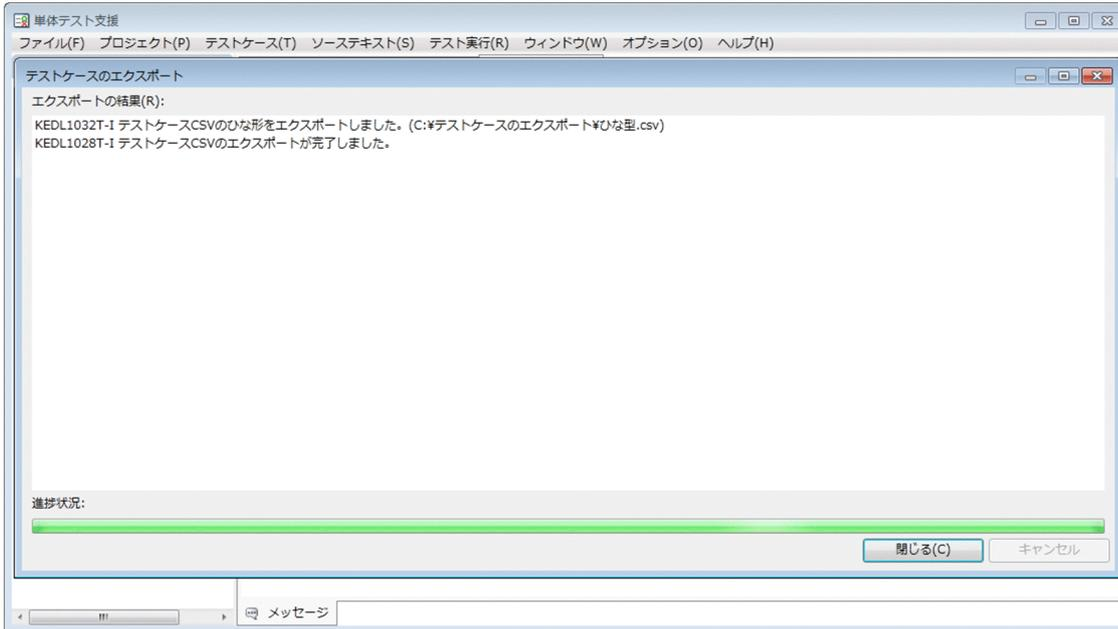 単体テスト支援
ファイル(F) プロジェクト(P) テストケース(T) ソーステキスト(S) テスト実行(R) ウィンドウ(W) オプション(O) ヘルプ(H)
テストケースのエクスポート
エクスポートの結果(R):
KEDL1032T-I テストケースCSVのひな形をエクスポートしました。(C:¥テストケースのエクスポート¥ひな型.csv)
KEDL1028T-I テストケースCSVのエクスポートが完了しました。
進捗状況:
閉じる(C) キャンセル
メッセージ